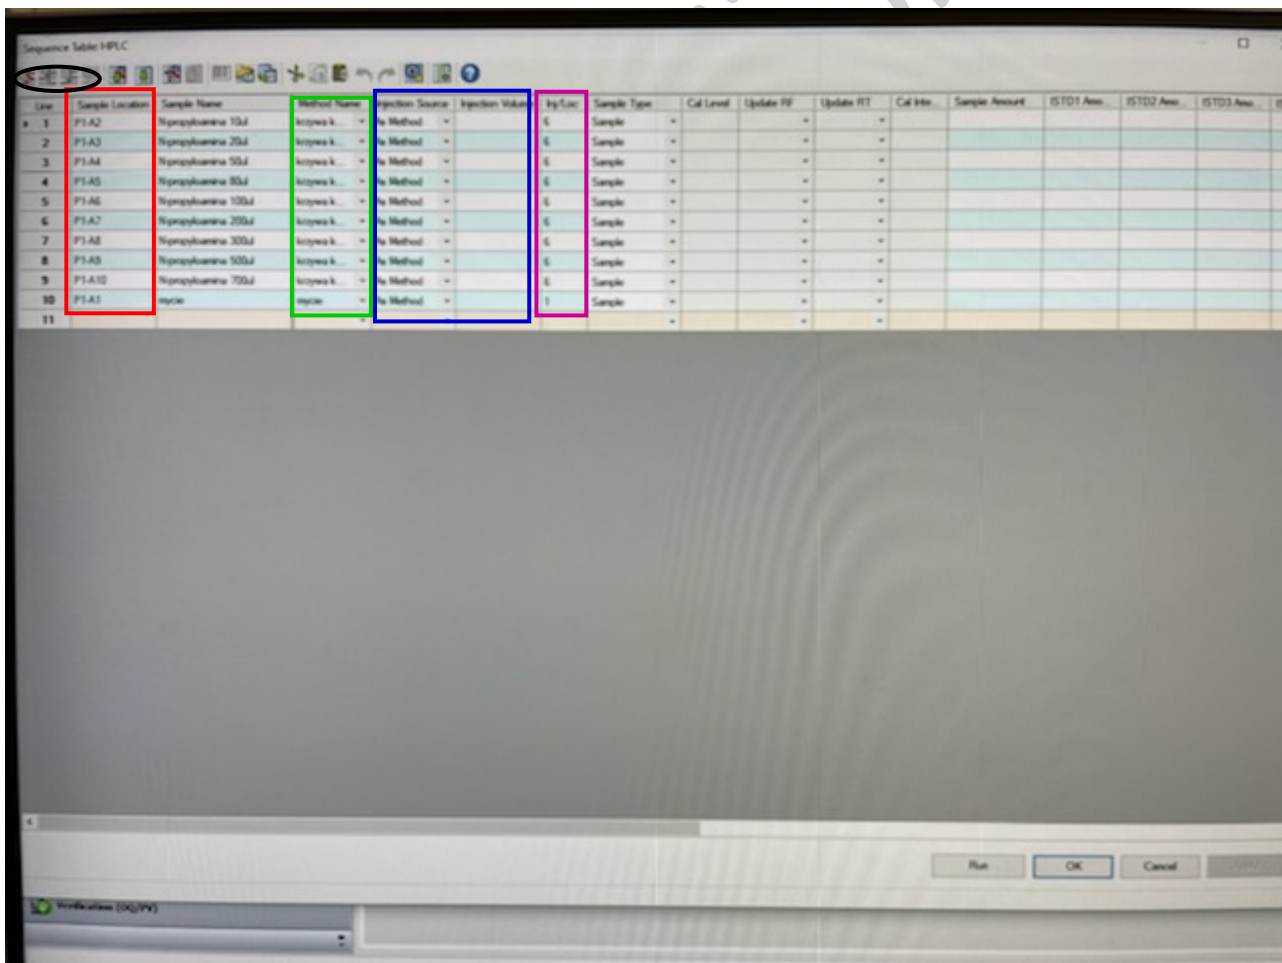 Sequence Table: HPLC
Line Sample Location Sample Name Method Name Injection Source Injection Volume Inj/Loc Sample Type Cal Level Update RF Update RT Cal Inte... Sample Amount ISTD1 Amo... ISTD2 Amo... ISTD3 Amo...
1 P1-A2 N-propyloamina 10ul krzywa k... As Method 6 Sample
2 P1-A3 N-propyloamina 20ul krzywa k... As Method 6 Sample
3 P1-A4 N-propyloamina 50ul krzywa k... As Method 6 Sample
4 P1-A5 N-propyloamina 80ul krzywa k... As Method 6 Sample
5 P1-A6 N-propyloamina 100ul krzywa k... As Method 6 Sample
6 P1-A7 N-propyloamina 200ul krzywa k... As Method 6 Sample
7 P1-A8 N-propyloamina 300ul krzywa k... As Method 6 Sample
8 P1-A9 N-propyloamina 500ul krzywa k... As Method 6 Sample
9 P1-A10 N-propyloamina 700ul krzywa k... As Method 6 Sample
10 P1-A1 mycie mycie As Method 1 Sample
11
Run OK Cancel
Verification (OQ/PV)